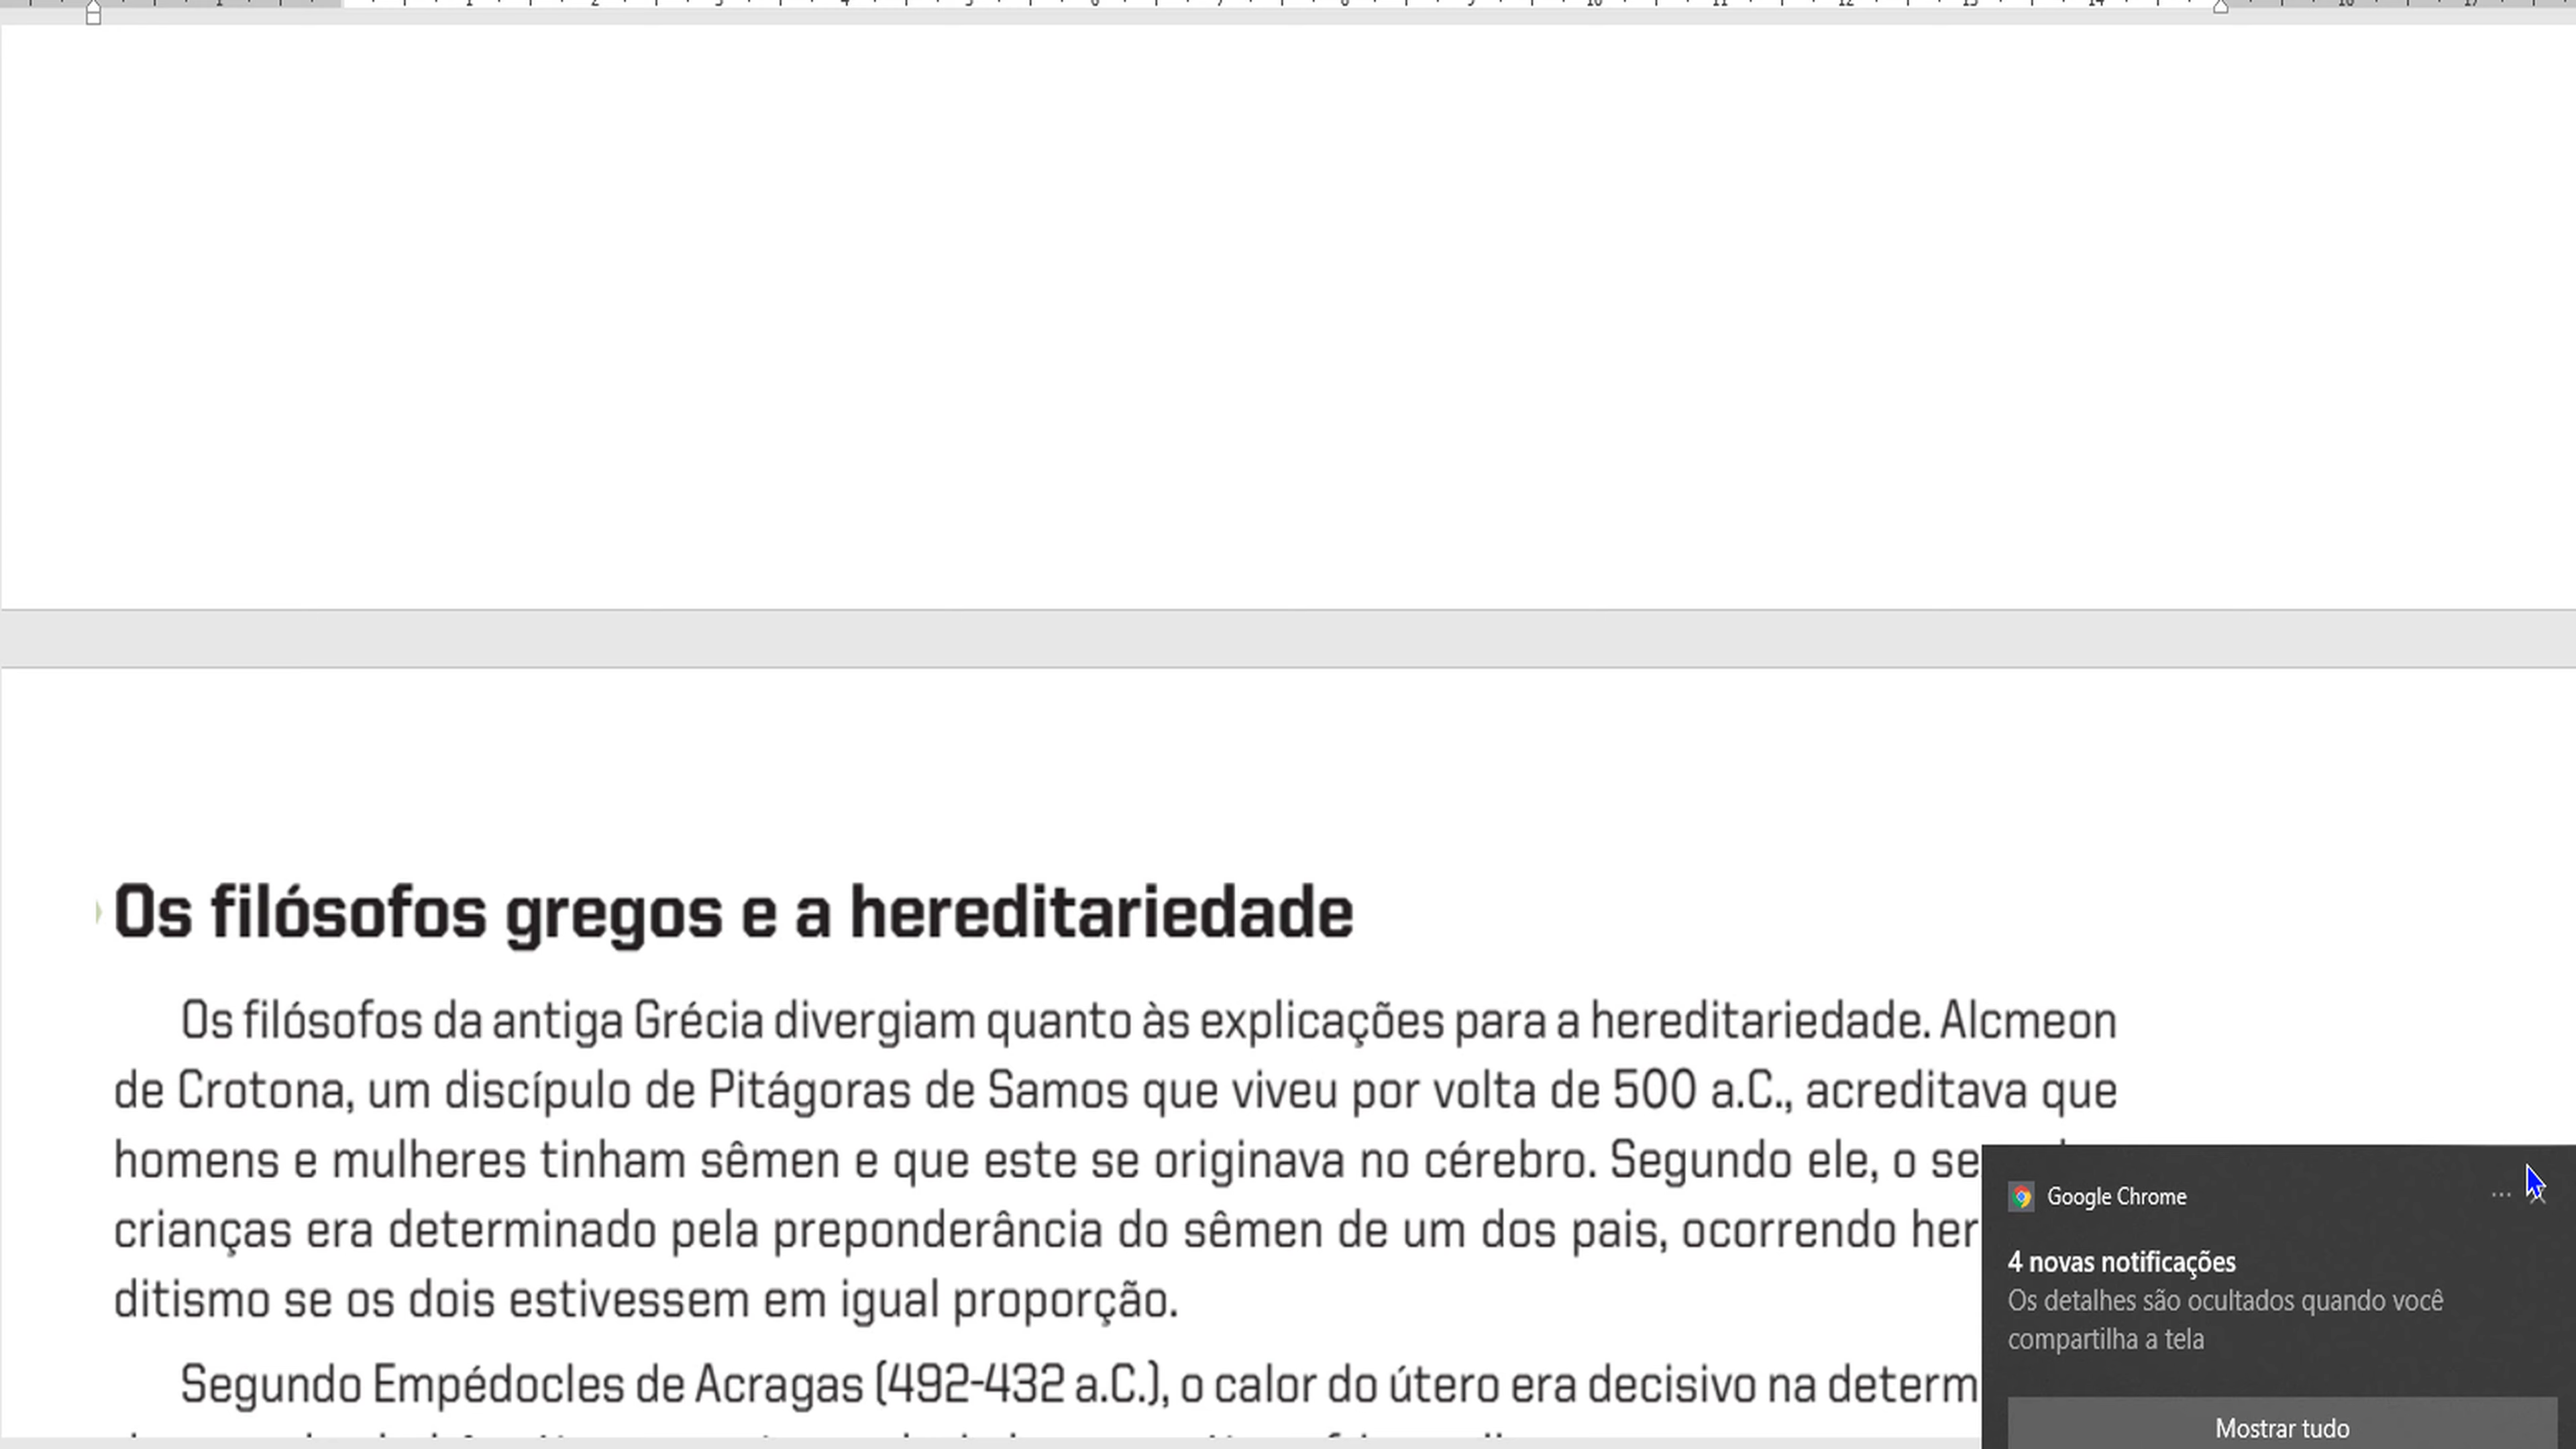 Os filósofos gregos e a hereditariedade
Os filósofos da antiga Grécia divergiam quanto às explicações para a hereditariedade. Alcmeon
de Crotona, um discípulo de Pitágoras de Samos que viveu por volta de 500 a.C., acreditava que
homens e mulheres tinham sêmen e que este se originava no cérebro. Segundo ele, o
crianças era determinado pela preponderância do sêmen de um dos pais, ocorrendo
ditismo se os dois estivessem em igual proporção.
Segundo Empédocles de Acragas (492-432 a.C.), o calor do útero era decisivo na
Google Chrome
4 novas notificações
Os detalhes são ocultados quando você
compartilha a tela
Mostrar tudo